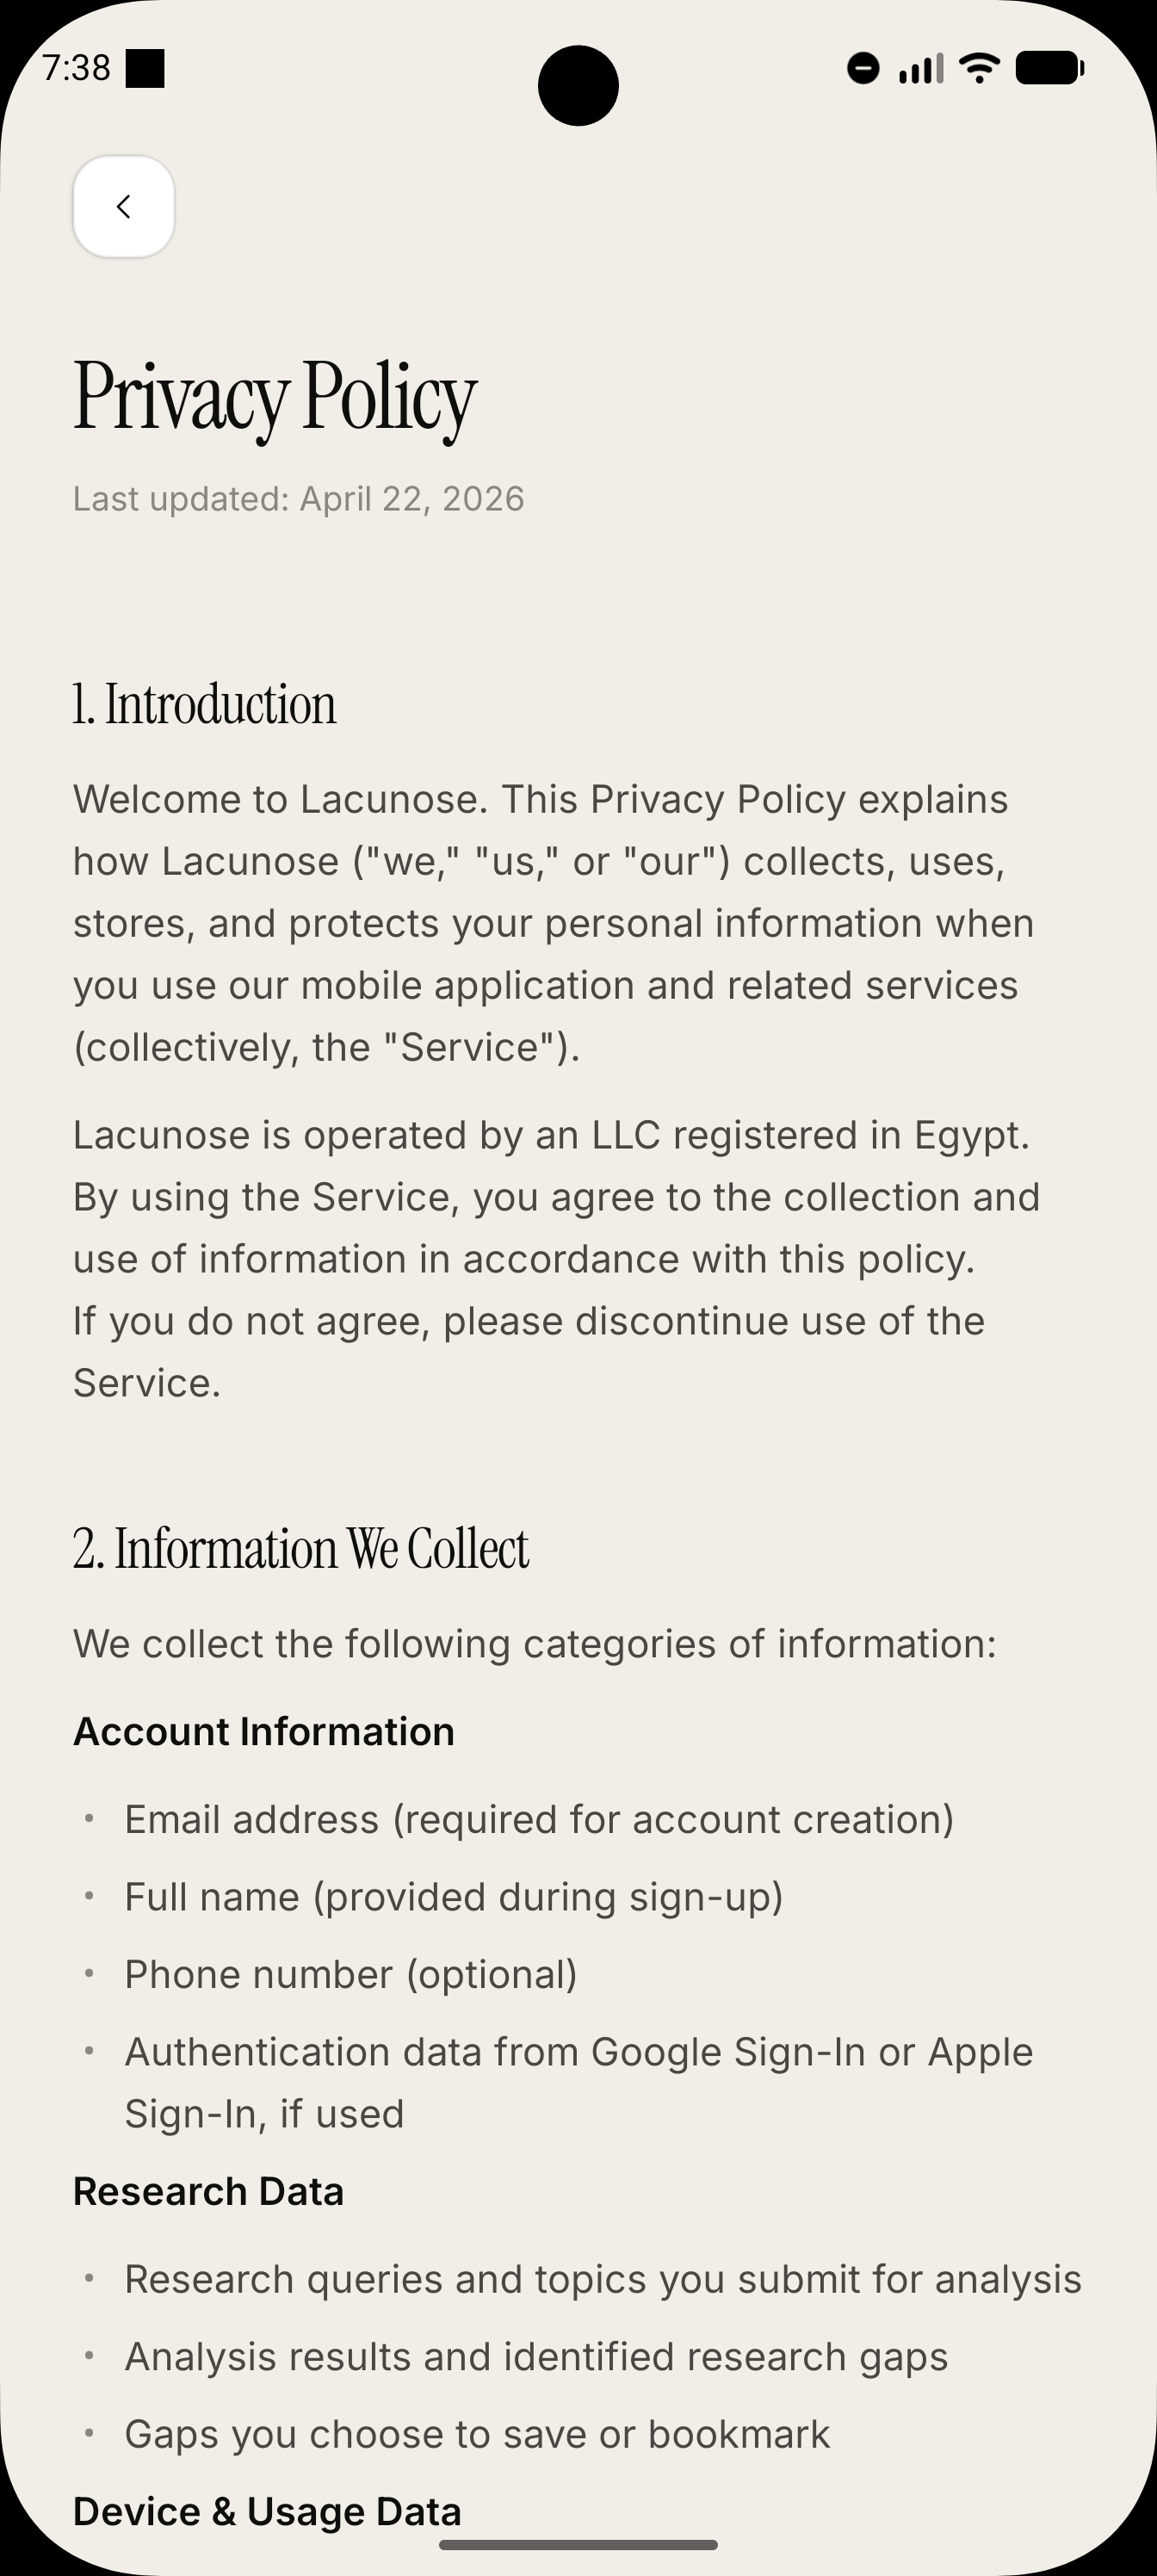 7:38
Privacy Policy
Last updated: April 22, 2026
1. Introduction
Welcome to Lacunose. This Privacy Policy explains
how Lacunose ("we," "us," or "our") collects, uses,
stores, and protects your personal information when
you use our mobile application and related services
(collectively, the "Service").
Lacunose is operated by an LLC registered in Egypt.
By using the Service, you agree to the collection and
use of information in accordance with this policy.
If you do not agree, please discontinue use of the
Service.
2. Information We Collect
We collect the following categories of information:
Account Information
• Email address (required for account creation)
• Full name (provided during sign-up)
• Phone number (optional)
• Authentication data from Google Sign-In or Apple
Sign-In, if used
Research Data
• Research queries and topics you submit for analysis
• Analysis results and identified research gaps
• Gaps you choose to save or bookmark
Device & Usage Data